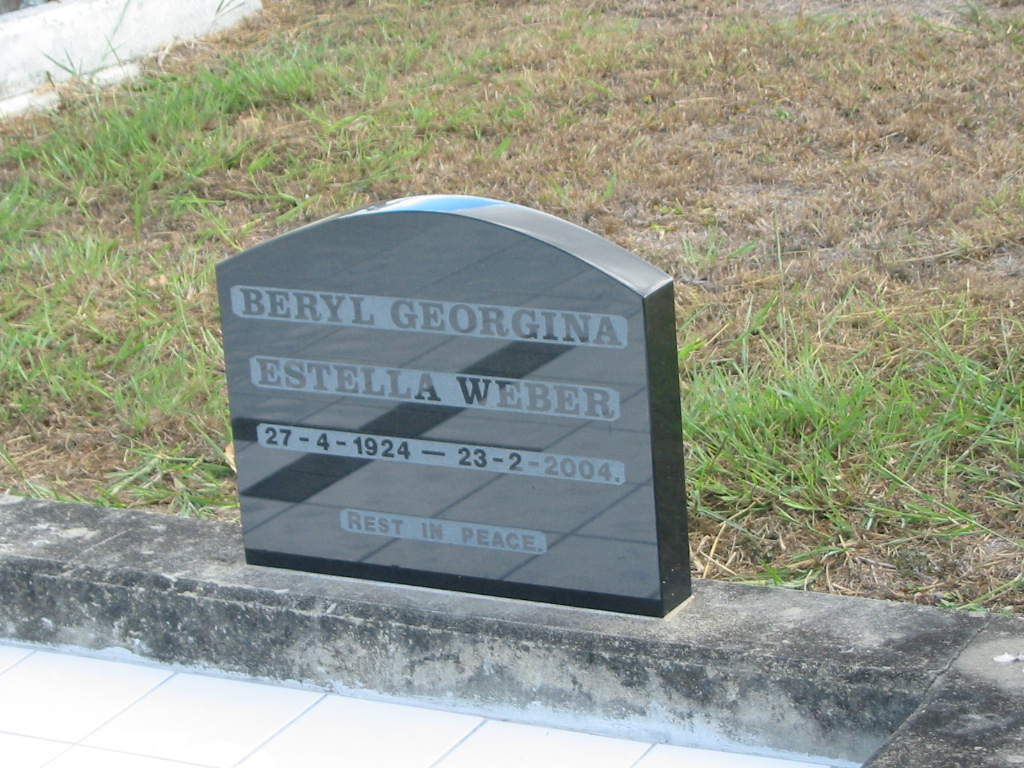 BERYL GEORGINA
ESTELLA WEBER
27-4-1924 — 23-2-2004.
REST IN PEACE.